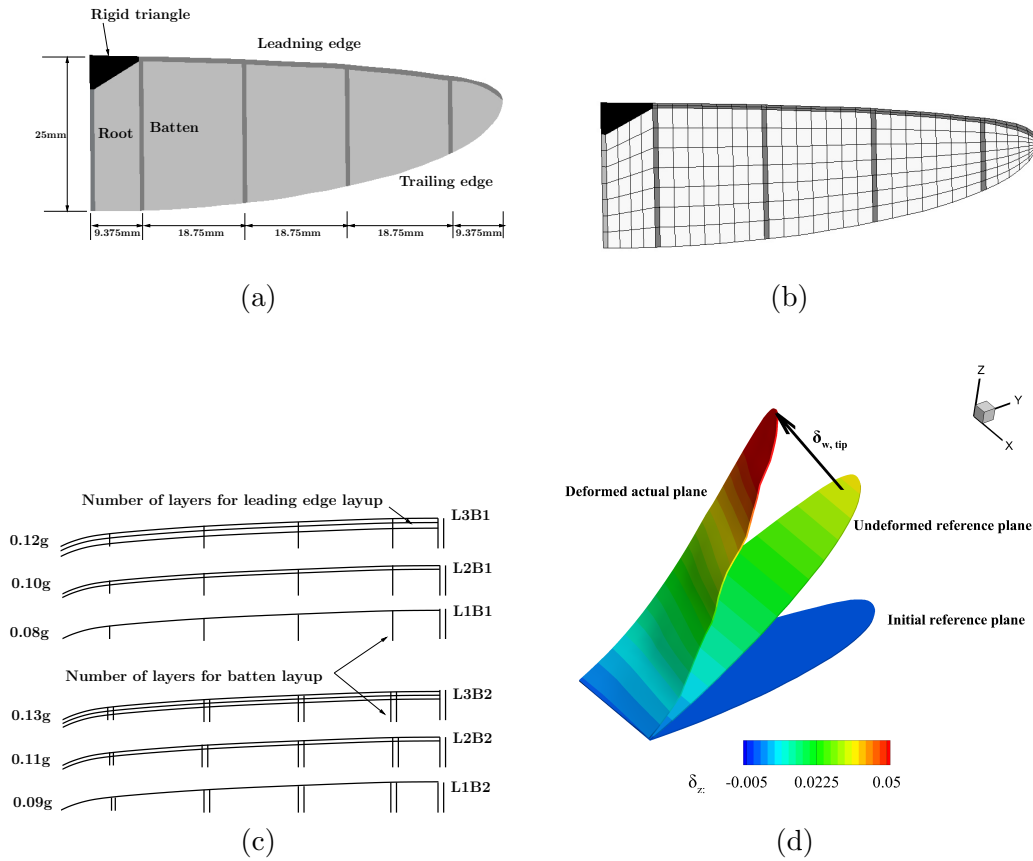 Rigid triangle
Leadning edge
25mm
Root
Batten
Trailing edge
9.375mm
18.75mm
18.75mm
18.75mm
9.375mm
(a)
(b)
Number of layers for leading edge layup
L3B1
0.12g
L2B1
0.10g
L1B1
0.08g
Number of layers for batten layup
L3B2
0.13g
L2B2
0.11g
L1B2
0.09g
(c)
Z
Y
X
δw, tip
Deformed actual plane
Undeformed reference plane
Initial reference plane
δz:
-0.005
0.0225
0.05
(d)